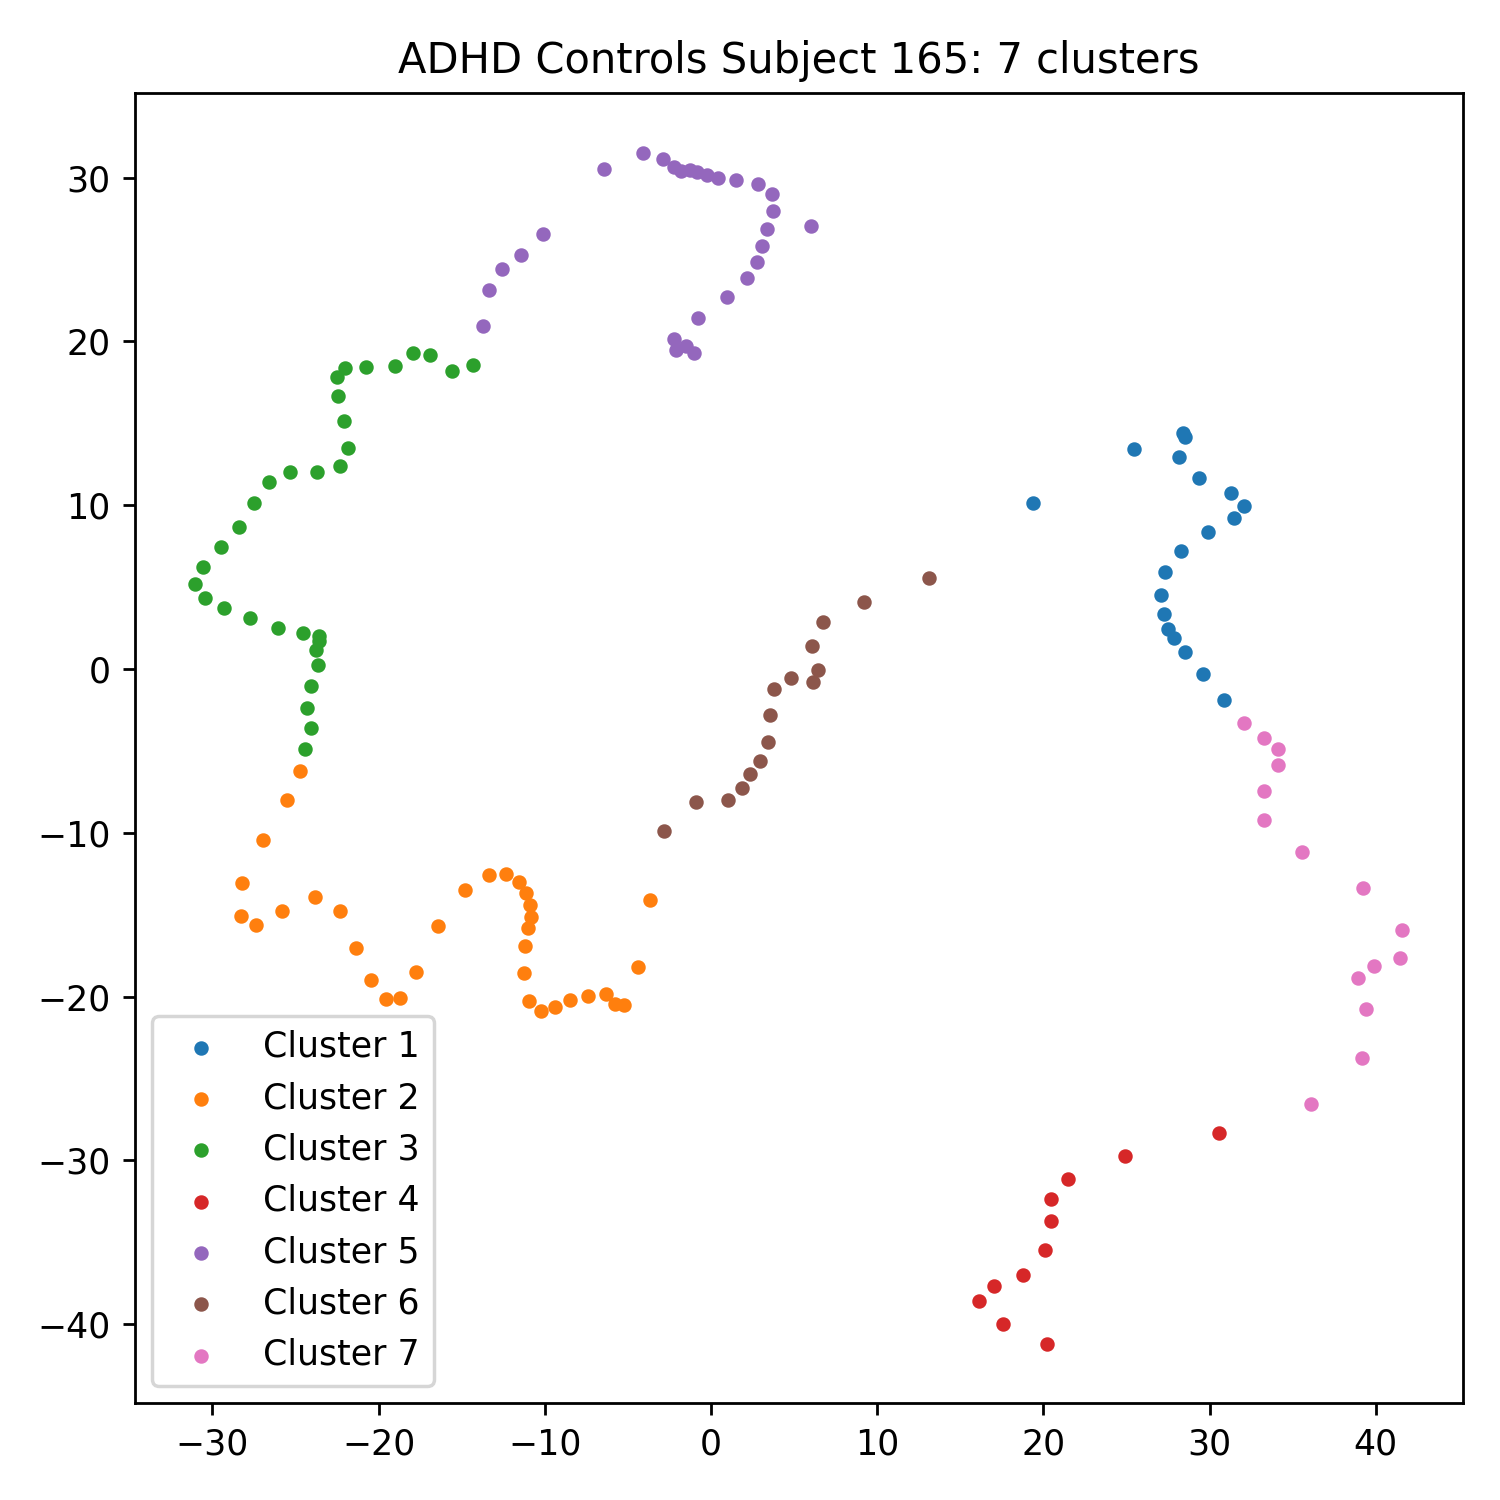 ADHD Controls Subject 165: 7 clusters
30
20
10
0
−10
−20
−30
−40
Cluster 1
Cluster 2
Cluster 3
Cluster 4
Cluster 5
Cluster 6
Cluster 7
−30 −20 −10 0 10 20 30 40